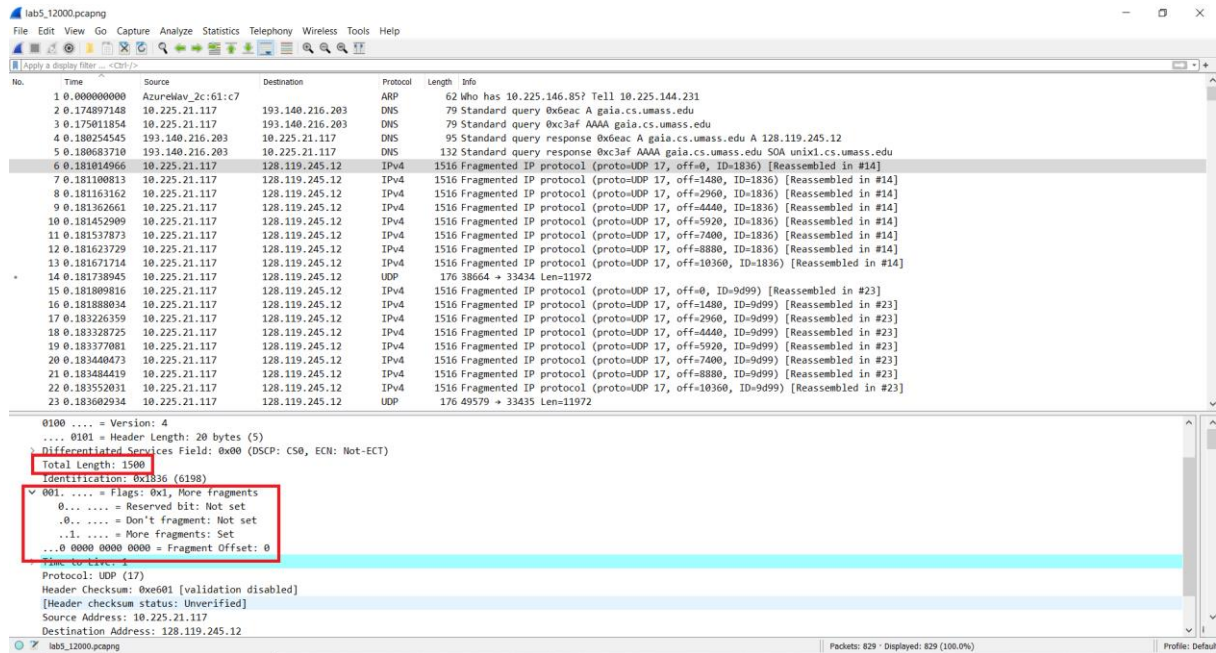 lab5_12000.pcapng
File Edit View Go Capture Analyze Statistics Telephony Wireless Tools Help
Apply a display filter ... <Ctrl-/>
No. Time Source Destination Protocol Length Info
1 0.000000000 AzureWav_2c:61:c7 ARP 62 Who has 10.225.146.85? Tell 10.225.144.231
2 0.174897148 10.225.21.117 193.140.216.203 DNS 79 Standard query 0x6eac A gaia.cs.umass.edu
3 0.175011854 10.225.21.117 193.140.216.203 DNS 79 Standard query 0xc3af AAAA gaia.cs.umass.edu
4 0.180254545 193.140.216.203 10.225.21.117 DNS 95 Standard query response 0x6eac A gaia.cs.umass.edu A 128.119.245.12
5 0.180683710 193.140.216.203 10.225.21.117 DNS 132 Standard query response 0xc3af AAAA gaia.cs.umass.edu SOA unix1.cs.umass.edu
6 0.181014966 10.225.21.117 128.119.245.12 IPv4 1516 Fragmented IP protocol (proto=UDP 17, off=0, ID=1836) [Reassembled in #14]
7 0.181100813 10.225.21.117 128.119.245.12 IPv4 1516 Fragmented IP protocol (proto=UDP 17, off=1480, ID=1836) [Reassembled in #14]
8 0.181163162 10.225.21.117 128.119.245.12 IPv4 1516 Fragmented IP protocol (proto=UDP 17, off=2960, ID=1836) [Reassembled in #14]
9 0.181362661 10.225.21.117 128.119.245.12 IPv4 1516 Fragmented IP protocol (proto=UDP 17, off=4440, ID=1836) [Reassembled in #14]
10 0.181452909 10.225.21.117 128.119.245.12 IPv4 1516 Fragmented IP protocol (proto=UDP 17, off=5920, ID=1836) [Reassembled in #14]
11 0.181537873 10.225.21.117 128.119.245.12 IPv4 1516 Fragmented IP protocol (proto=UDP 17, off=7400, ID=1836) [Reassembled in #14]
12 0.181623729 10.225.21.117 128.119.245.12 IPv4 1516 Fragmented IP protocol (proto=UDP 17, off=8880, ID=1836) [Reassembled in #14]
13 0.181671714 10.225.21.117 128.119.245.12 IPv4 1516 Fragmented IP protocol (proto=UDP 17, off=10360, ID=1836) [Reassembled in #14]
14 0.181738945 10.225.21.117 128.119.245.12 UDP 176 38664 → 33434 Len=11972
15 0.181809816 10.225.21.117 128.119.245.12 IPv4 1516 Fragmented IP protocol (proto=UDP 17, off=0, ID=9d99) [Reassembled in #23]
16 0.181888034 10.225.21.117 128.119.245.12 IPv4 1516 Fragmented IP protocol (proto=UDP 17, off=1480, ID=9d99) [Reassembled in #23]
17 0.183226359 10.225.21.117 128.119.245.12 IPv4 1516 Fragmented IP protocol (proto=UDP 17, off=2960, ID=9d99) [Reassembled in #23]
18 0.183328725 10.225.21.117 128.119.245.12 IPv4 1516 Fragmented IP protocol (proto=UDP 17, off=4440, ID=9d99) [Reassembled in #23]
19 0.183377081 10.225.21.117 128.119.245.12 IPv4 1516 Fragmented IP protocol (proto=UDP 17, off=5920, ID=9d99) [Reassembled in #23]
20 0.183440473 10.225.21.117 128.119.245.12 IPv4 1516 Fragmented IP protocol (proto=UDP 17, off=7400, ID=9d99) [Reassembled in #23]
21 0.183484419 10.225.21.117 128.119.245.12 IPv4 1516 Fragmented IP protocol (proto=UDP 17, off=8880, ID=9d99) [Reassembled in #23]
22 0.183552031 10.225.21.117 128.119.245.12 IPv4 1516 Fragmented IP protocol (proto=UDP 17, off=10360, ID=9d99) [Reassembled in #23]
23 0.183602934 10.225.21.117 128.119.245.12 UDP 176 49579 → 33435 Len=11972
0100 .... = Version: 4
.... 0101 = Header Length: 20 bytes (5)
Differentiated Services Field: 0x00 (DSCP: CS0, ECN: Not-ECT)
Total Length: 1500
Identification: 0x1836 (6198)
001. .... = Flags: 0x1, More fragments
0... .... = Reserved bit: Not set
.0.. .... = Don't fragment: Not set
..1. .... = More fragments: Set
...0 0000 0000 0000 = Fragment Offset: 0
Time to Live: 1
Protocol: UDP (17)
Header Checksum: 0xe601 [validation disabled]
[Header checksum status: Unverified]
Source Address: 10.225.21.117
Destination Address: 128.119.245.12
lab5_12000.pcapng Packets: 829 · Displayed: 829 (100.0%) Profile: Default